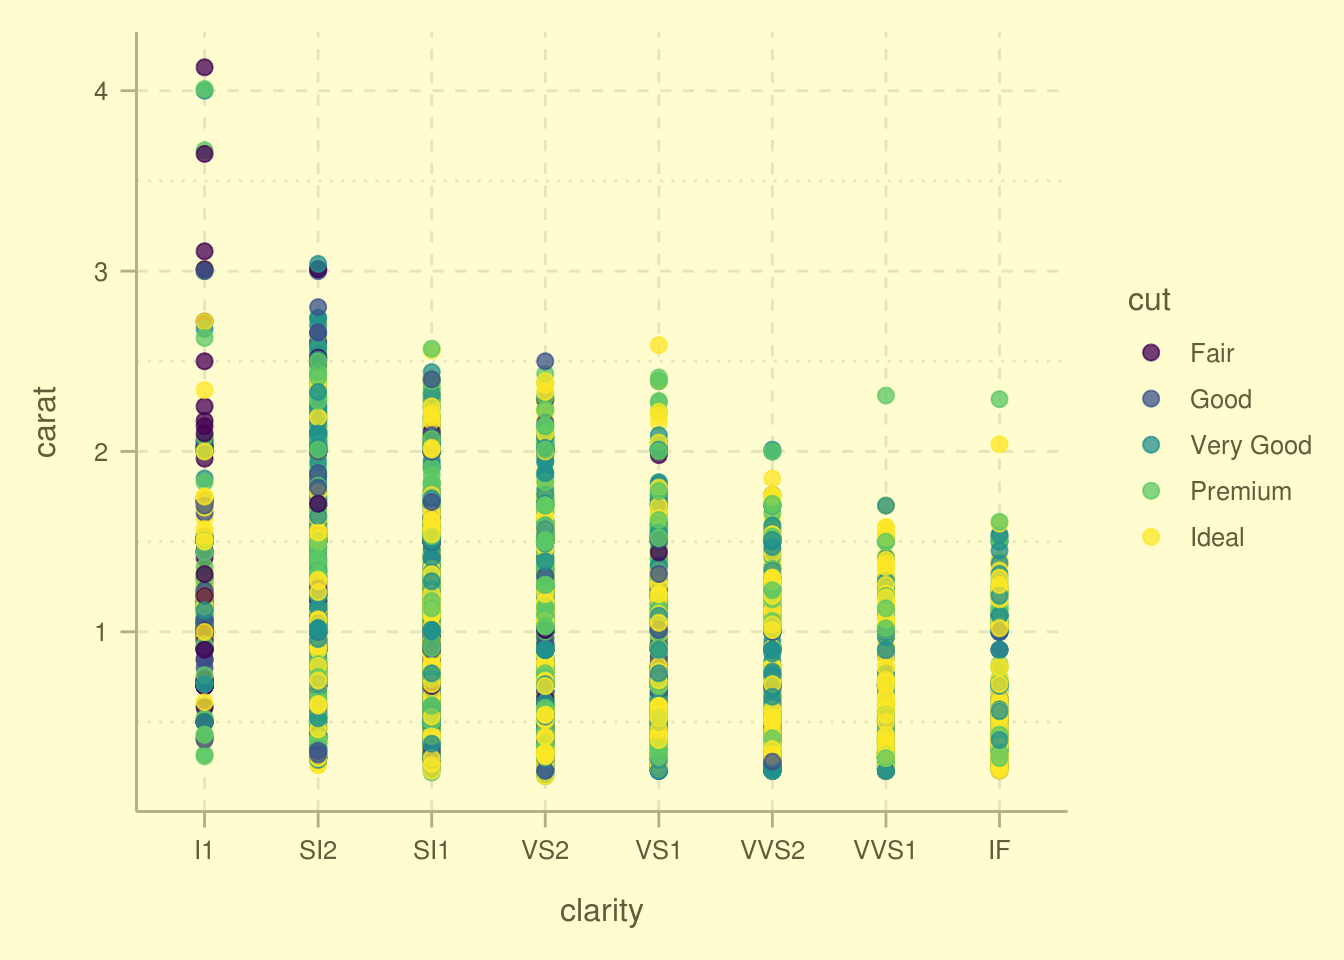 carat
4
3
2
1
I1 SI2 SI1 VS2 VS1 VVS2 VVS1 IF
clarity
cut
Fair
Good
Very Good
Premium
Ideal